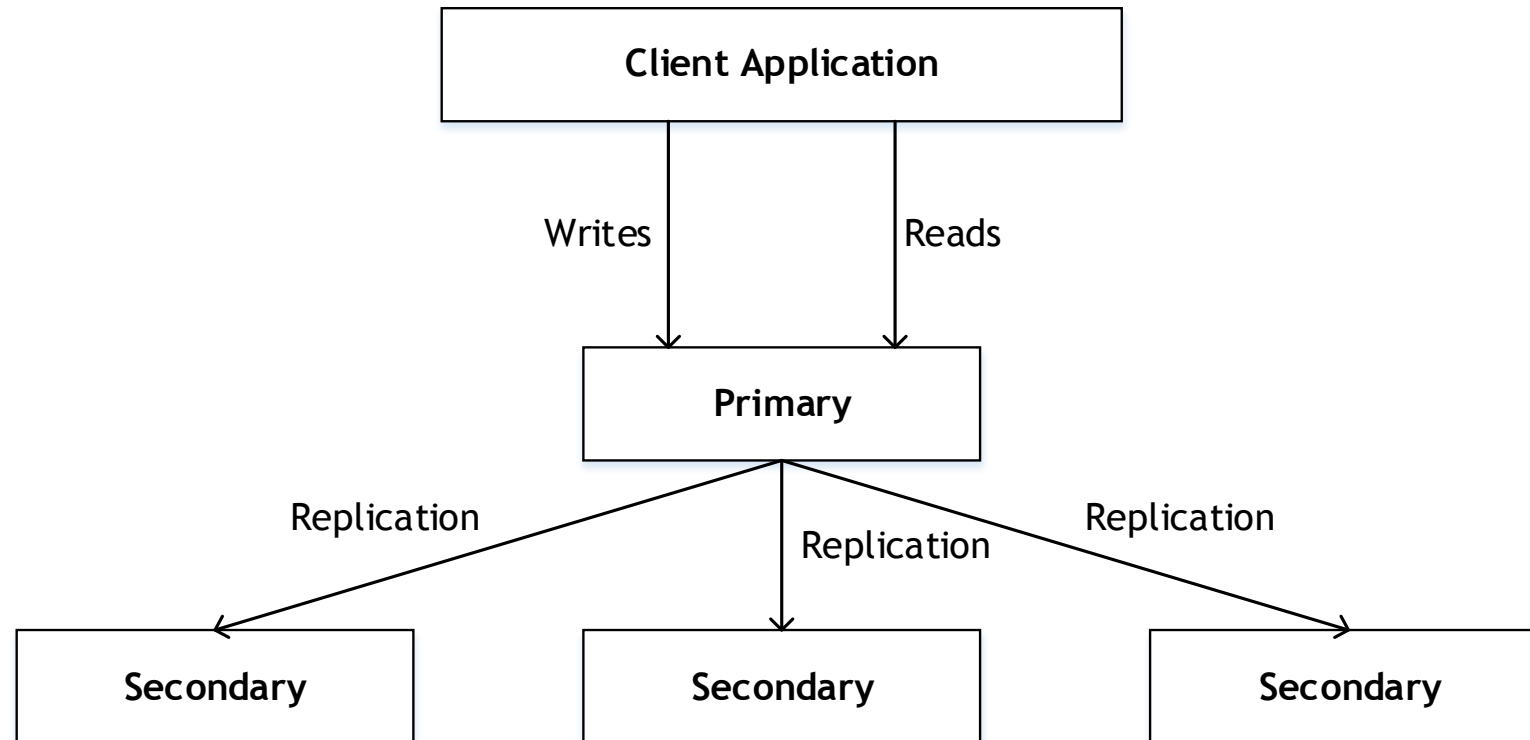 Client Application
Writes
Reads
Primary
Replication
Replication
Replication
Secondary
Secondary
Secondary